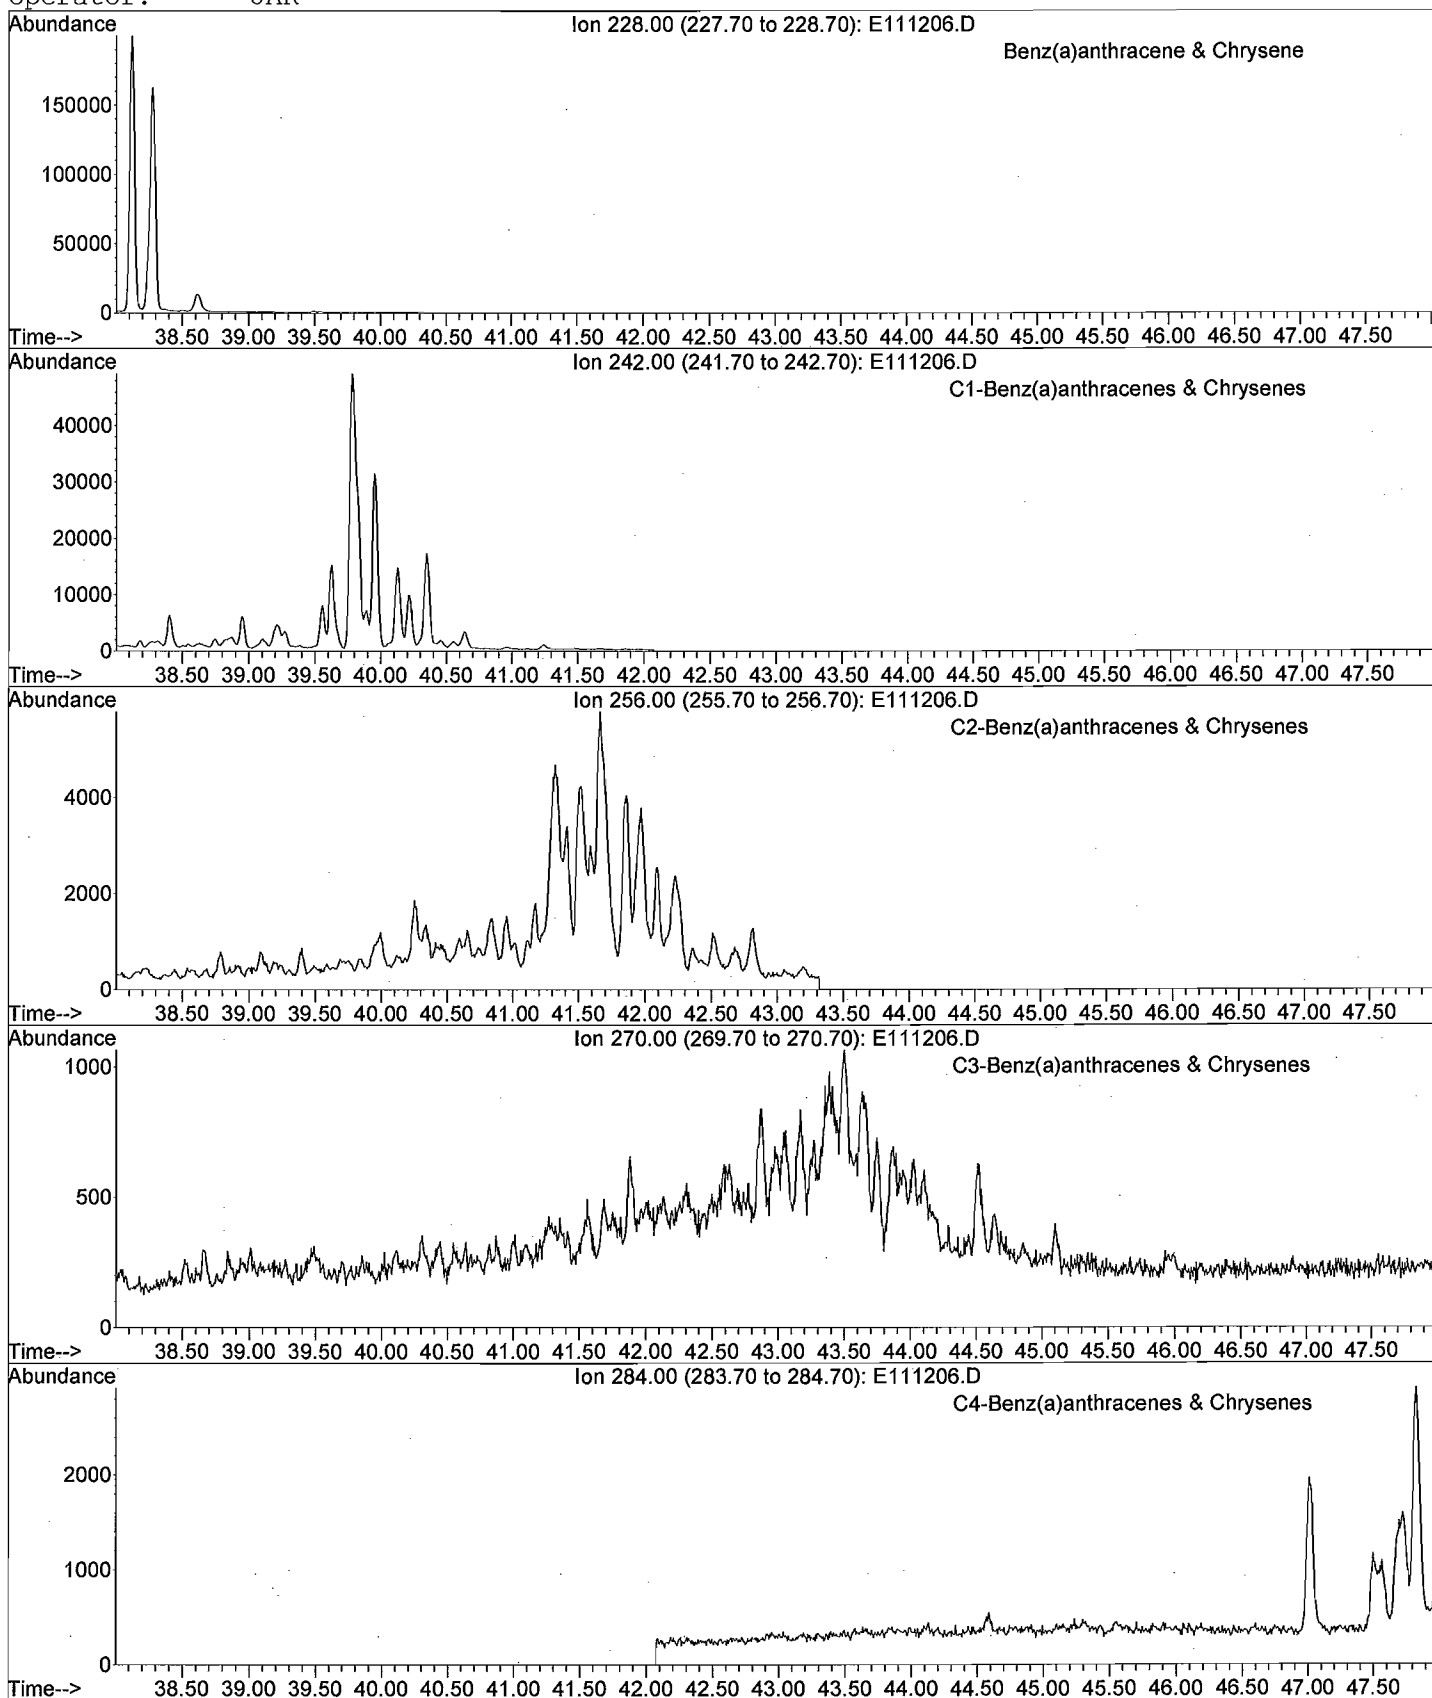 Abundance Ion 228.00 (227.70 to 228.70): E111206.D
Benz(a)anthracene & Chrysene
150000
100000
50000
0
Time--> 38.50 39.00 39.50 40.00 40.50 41.00 41.50 42.00 42.50 43.00 43.50 44.00 44.50 45.00 45.50 46.00 46.50 47.00 47.50
Abundance Ion 242.00 (241.70 to 242.70): E111206.D
C1-Benz(a)anthracenes & Chrysenes
40000
30000
20000
10000
0
Time--> 38.50 39.00 39.50 40.00 40.50 41.00 41.50 42.00 42.50 43.00 43.50 44.00 44.50 45.00 45.50 46.00 46.50 47.00 47.50
Abundance Ion 256.00 (255.70 to 256.70): E111206.D
C2-Benz(a)anthracenes & Chrysenes
4000
2000
0
Time--> 38.50 39.00 39.50 40.00 40.50 41.00 41.50 42.00 42.50 43.00 43.50 44.00 44.50 45.00 45.50 46.00 46.50 47.00 47.50
Abundance Ion 270.00 (269.70 to 270.70): E111206.D
C3-Benz(a)anthracenes & Chrysenes
1000
500
0
Time--> 38.50 39.00 39.50 40.00 40.50 41.00 41.50 42.00 42.50 43.00 43.50 44.00 44.50 45.00 45.50 46.00 46.50 47.00 47.50
Abundance Ion 284.00 (283.70 to 284.70): E111206.D
C4-Benz(a)anthracenes & Chrysenes
2000
1000
0
Time--> 38.50 39.00 39.50 40.00 40.50 41.00 41.50 42.00 42.50 43.00 43.50 44.00 44.50 45.00 45.50 46.00 46.50 47.00 47.50